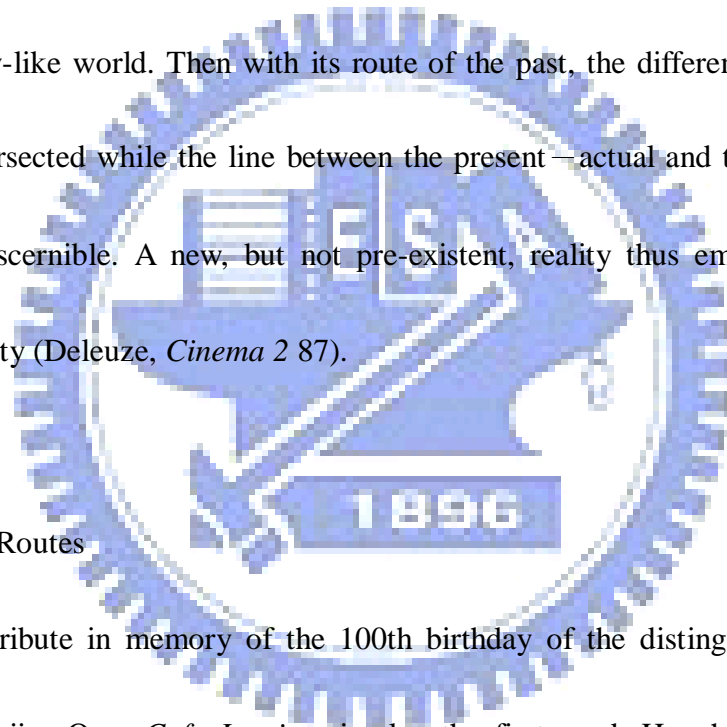 -like world. Then with its route of the past, the differen
rsected while the line between the present－actual and t
scernible. A new, but not pre-existent, reality thus em
ty (Deleuze, Cinema 2 87).
E S A
1896
Routes
tribute in memory of the 100th birthday of the disting